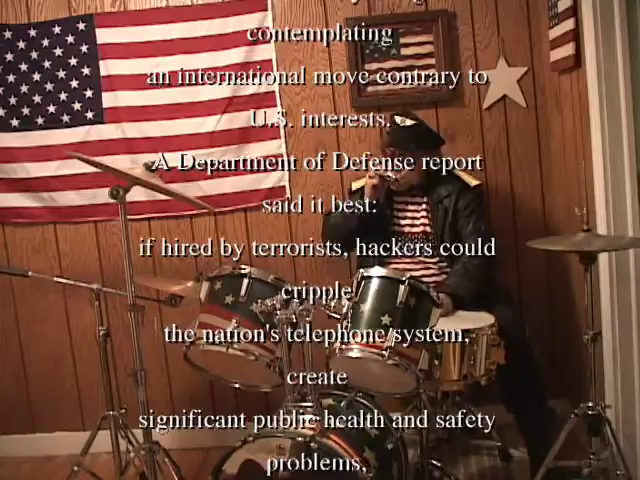 contemplating
an international move contrary to
U.S. interests.
A Department of Defense report
said it best:
if hired by terrorists, hackers could
cripple
the nation's telephone system,
create
significant public health and safety
problems,